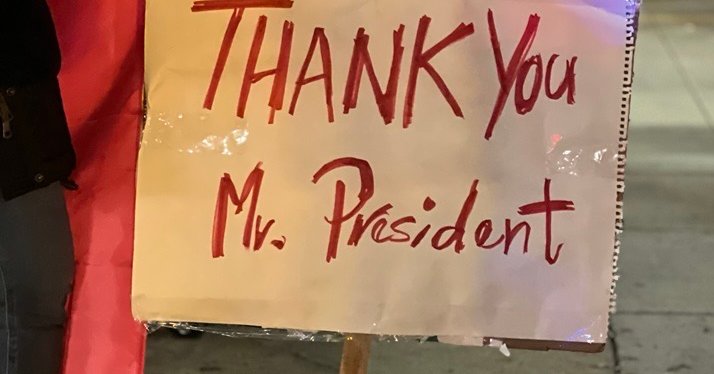 THANK YOU
Mr. President